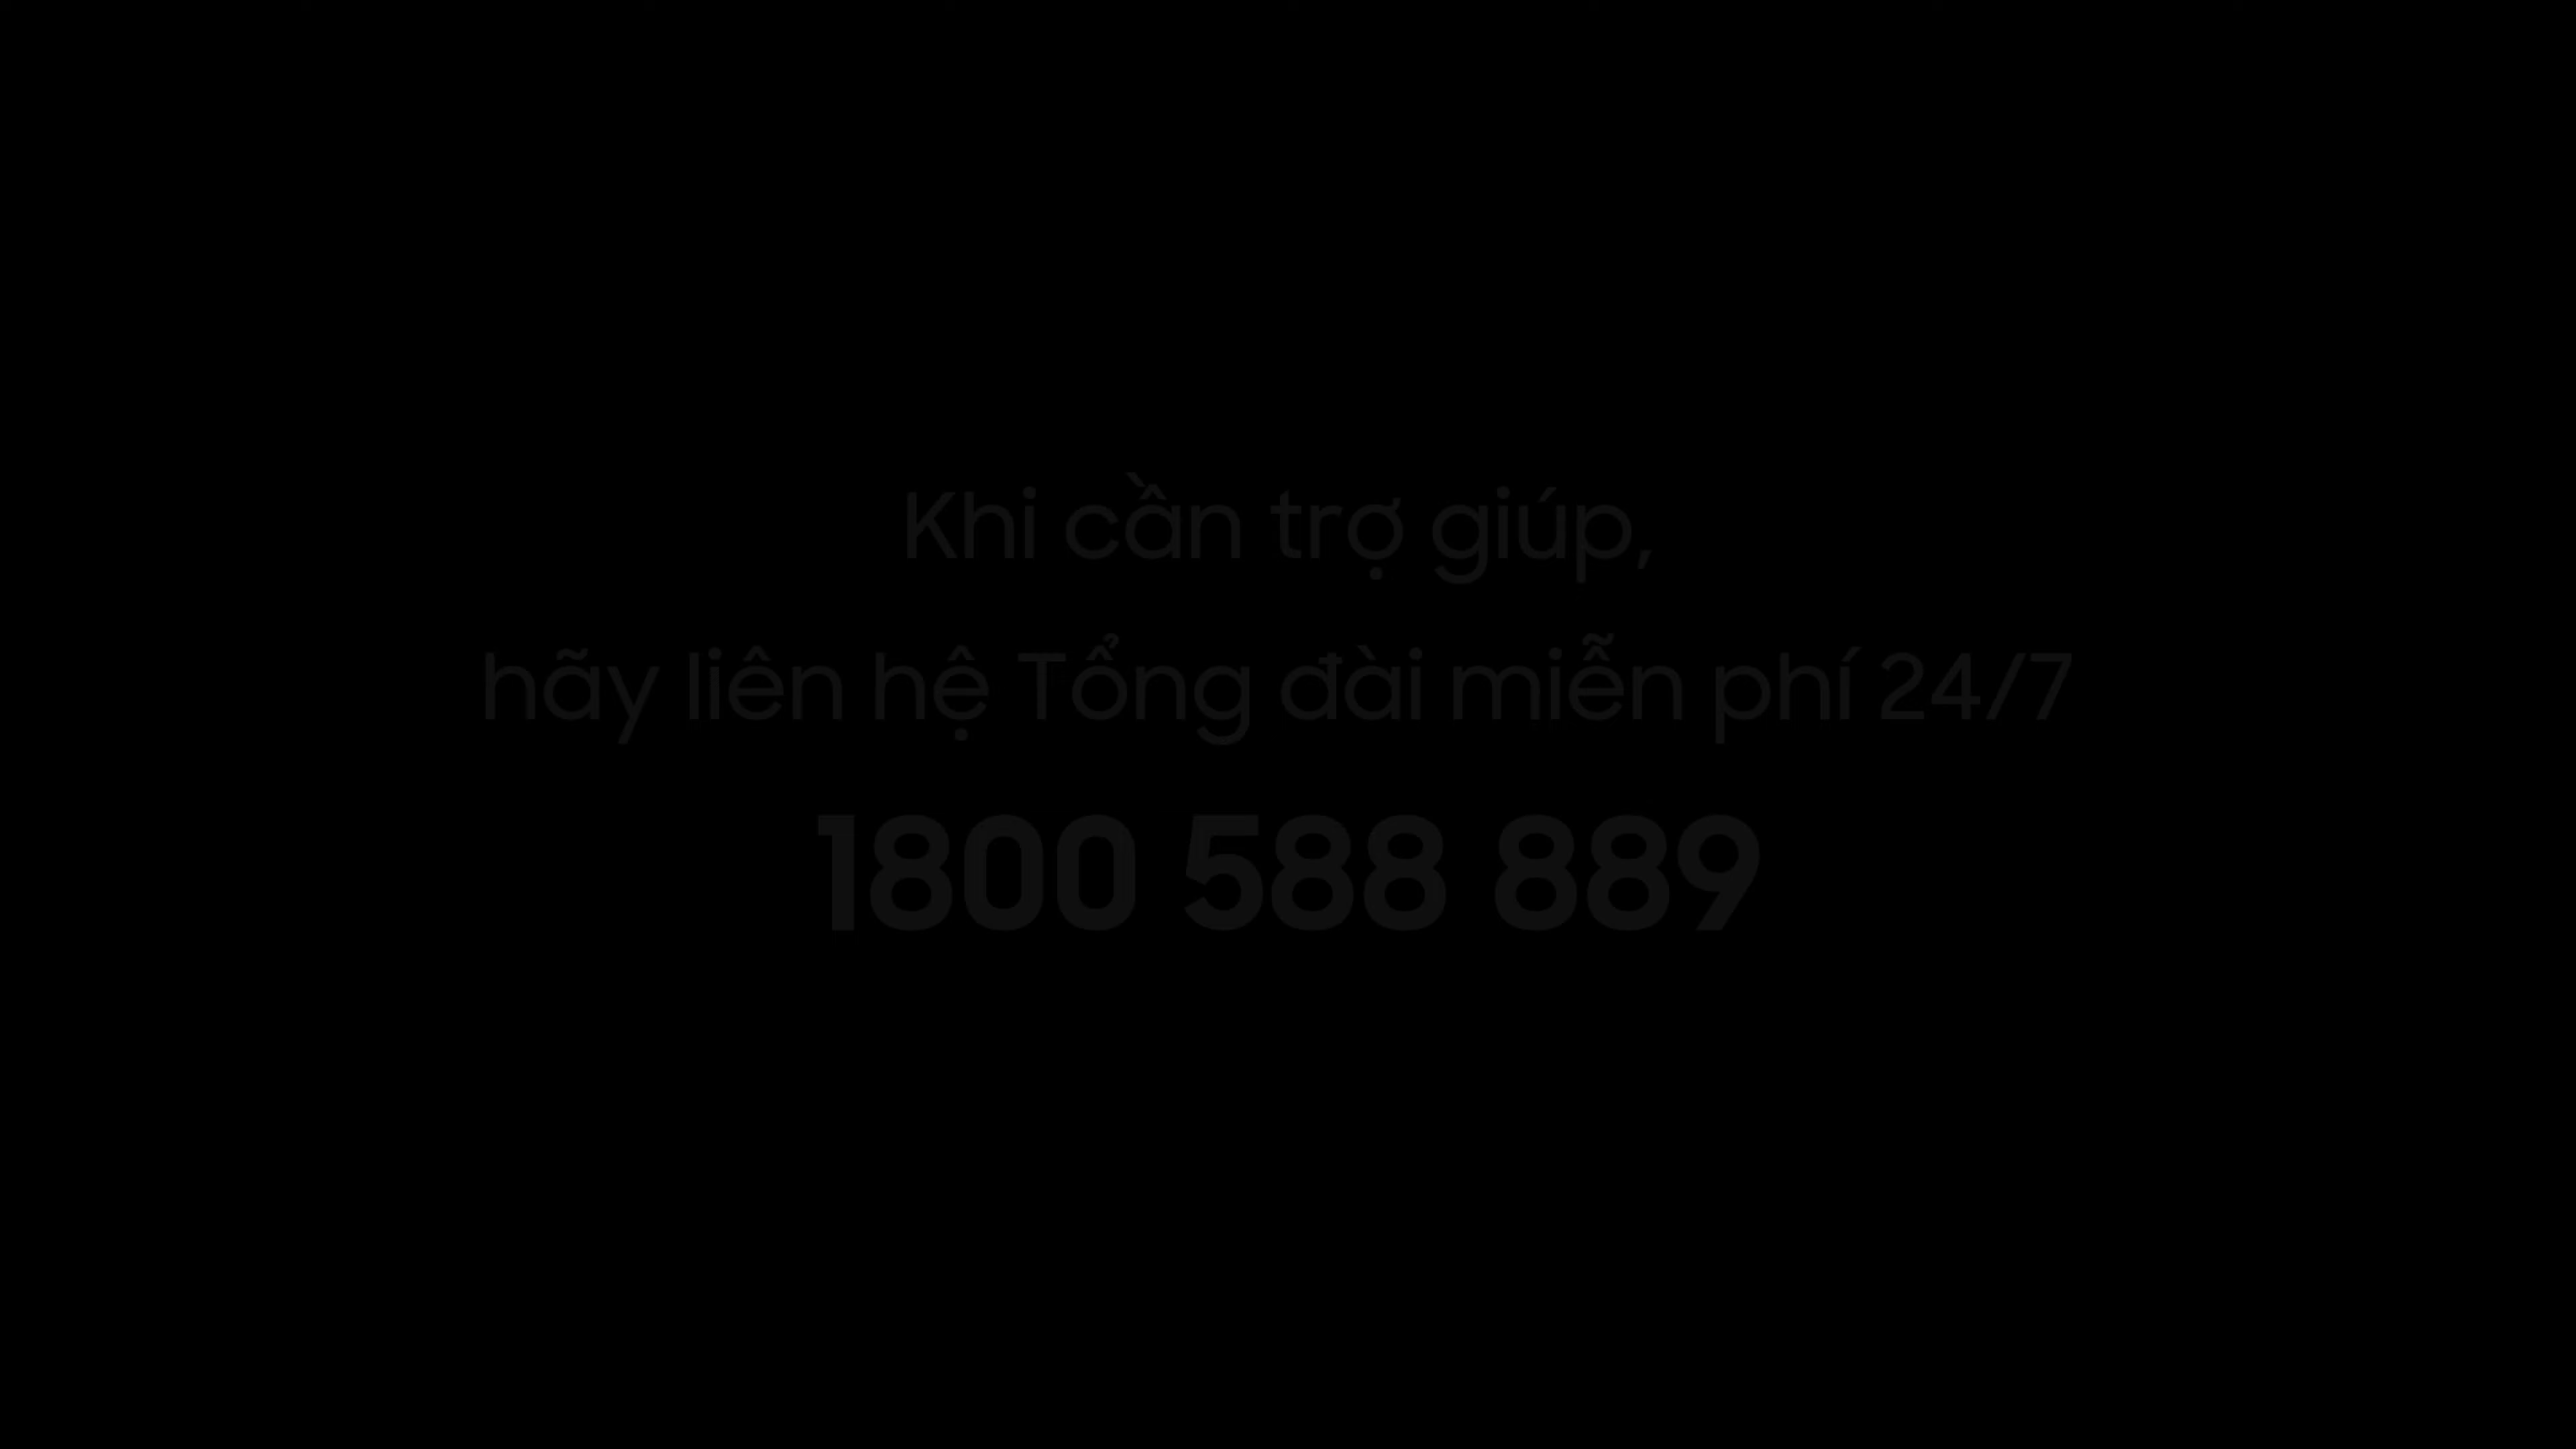 Khi cần trợ giúp,
hãy liên hệ Tổng đài miễn phí 24/7
1800 588 889